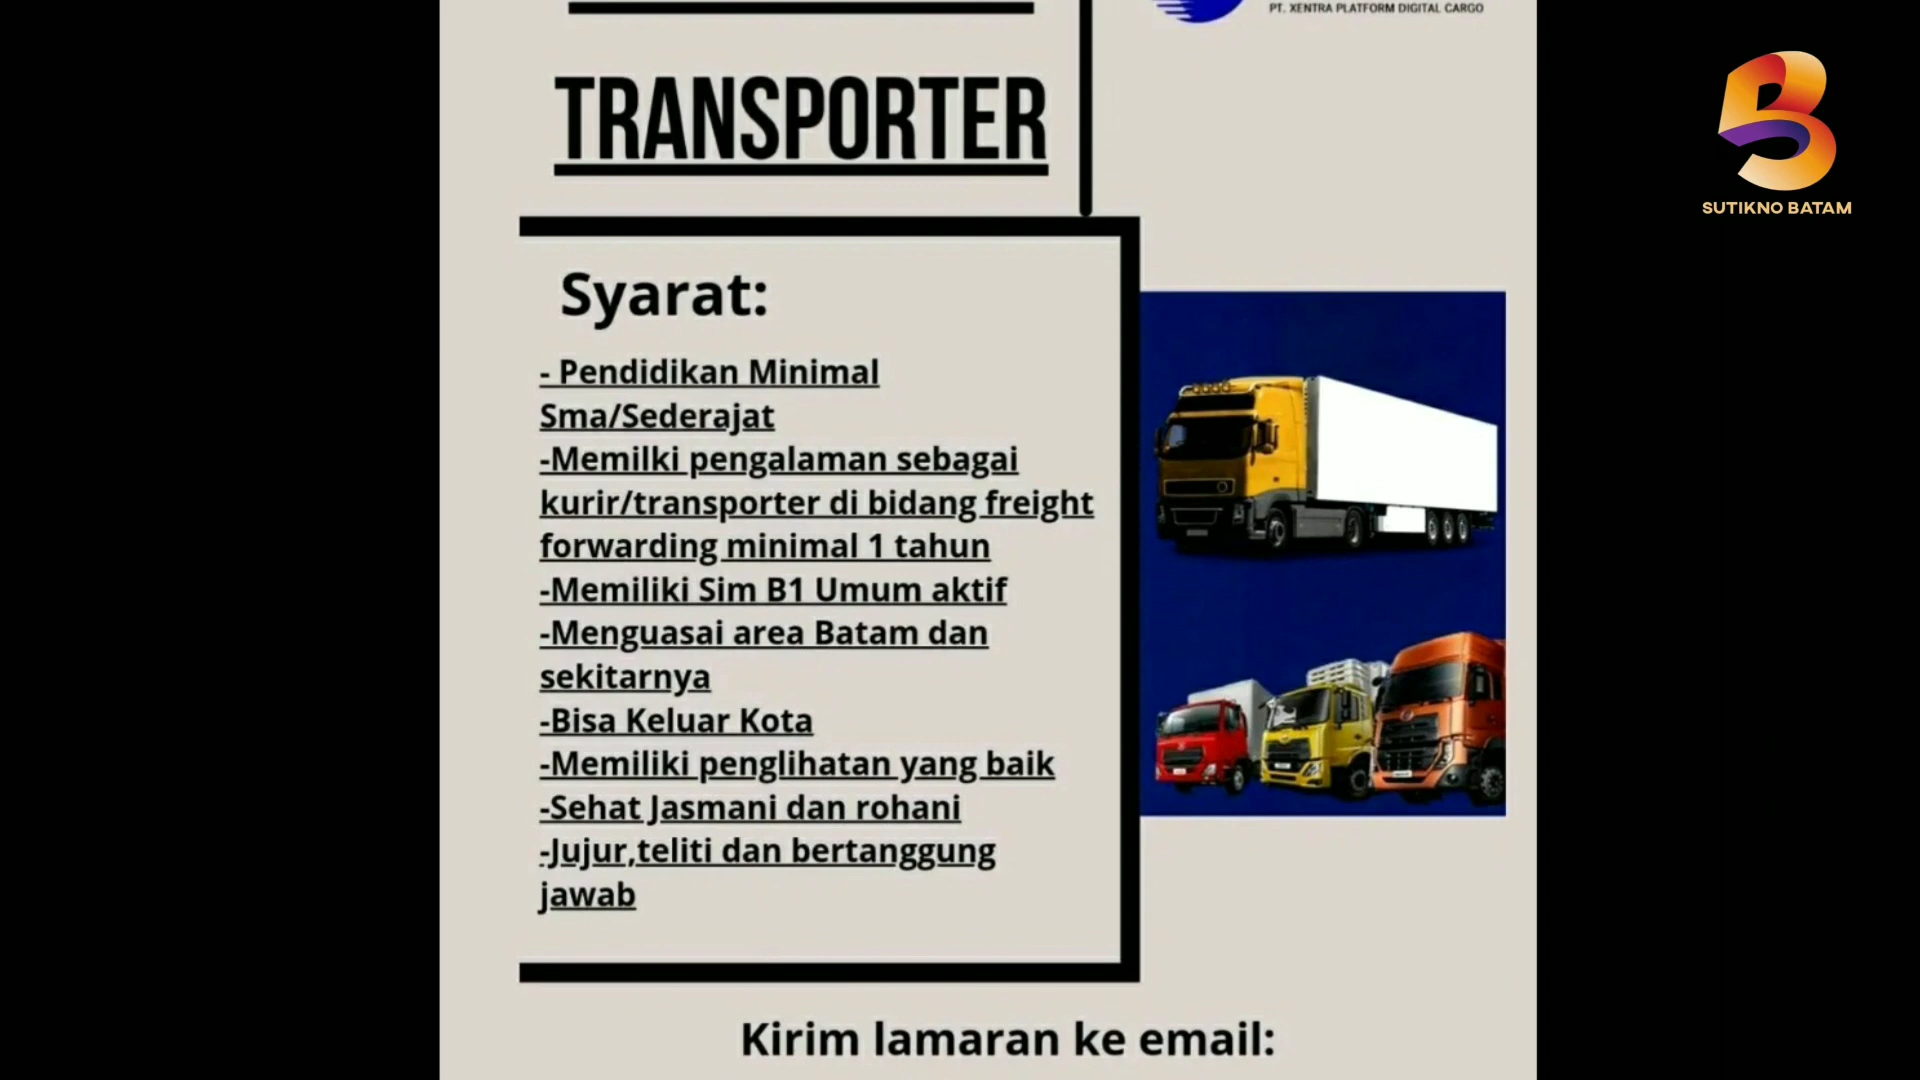 PT. XENTRA PLATFORM DIGITAL CARGO
TRANSPORTER
SUTIKNO BATAM
Syarat:
- Pendidikan Minimal
Sma/Sederajat
-Memilki pengalaman sebagai
kurir/transporter di bidang freight
forwarding minimal 1 tahun
-Memiliki Sim B1 Umum aktif
-Menguasai area Batam dan
sekitarnya
-Bisa Keluar Kota
-Memiliki penglihatan yang baik
-Sehat Jasmani dan rohani
-Jujur,teliti dan bertanggung
jawab
Kirim lamaran ke email: